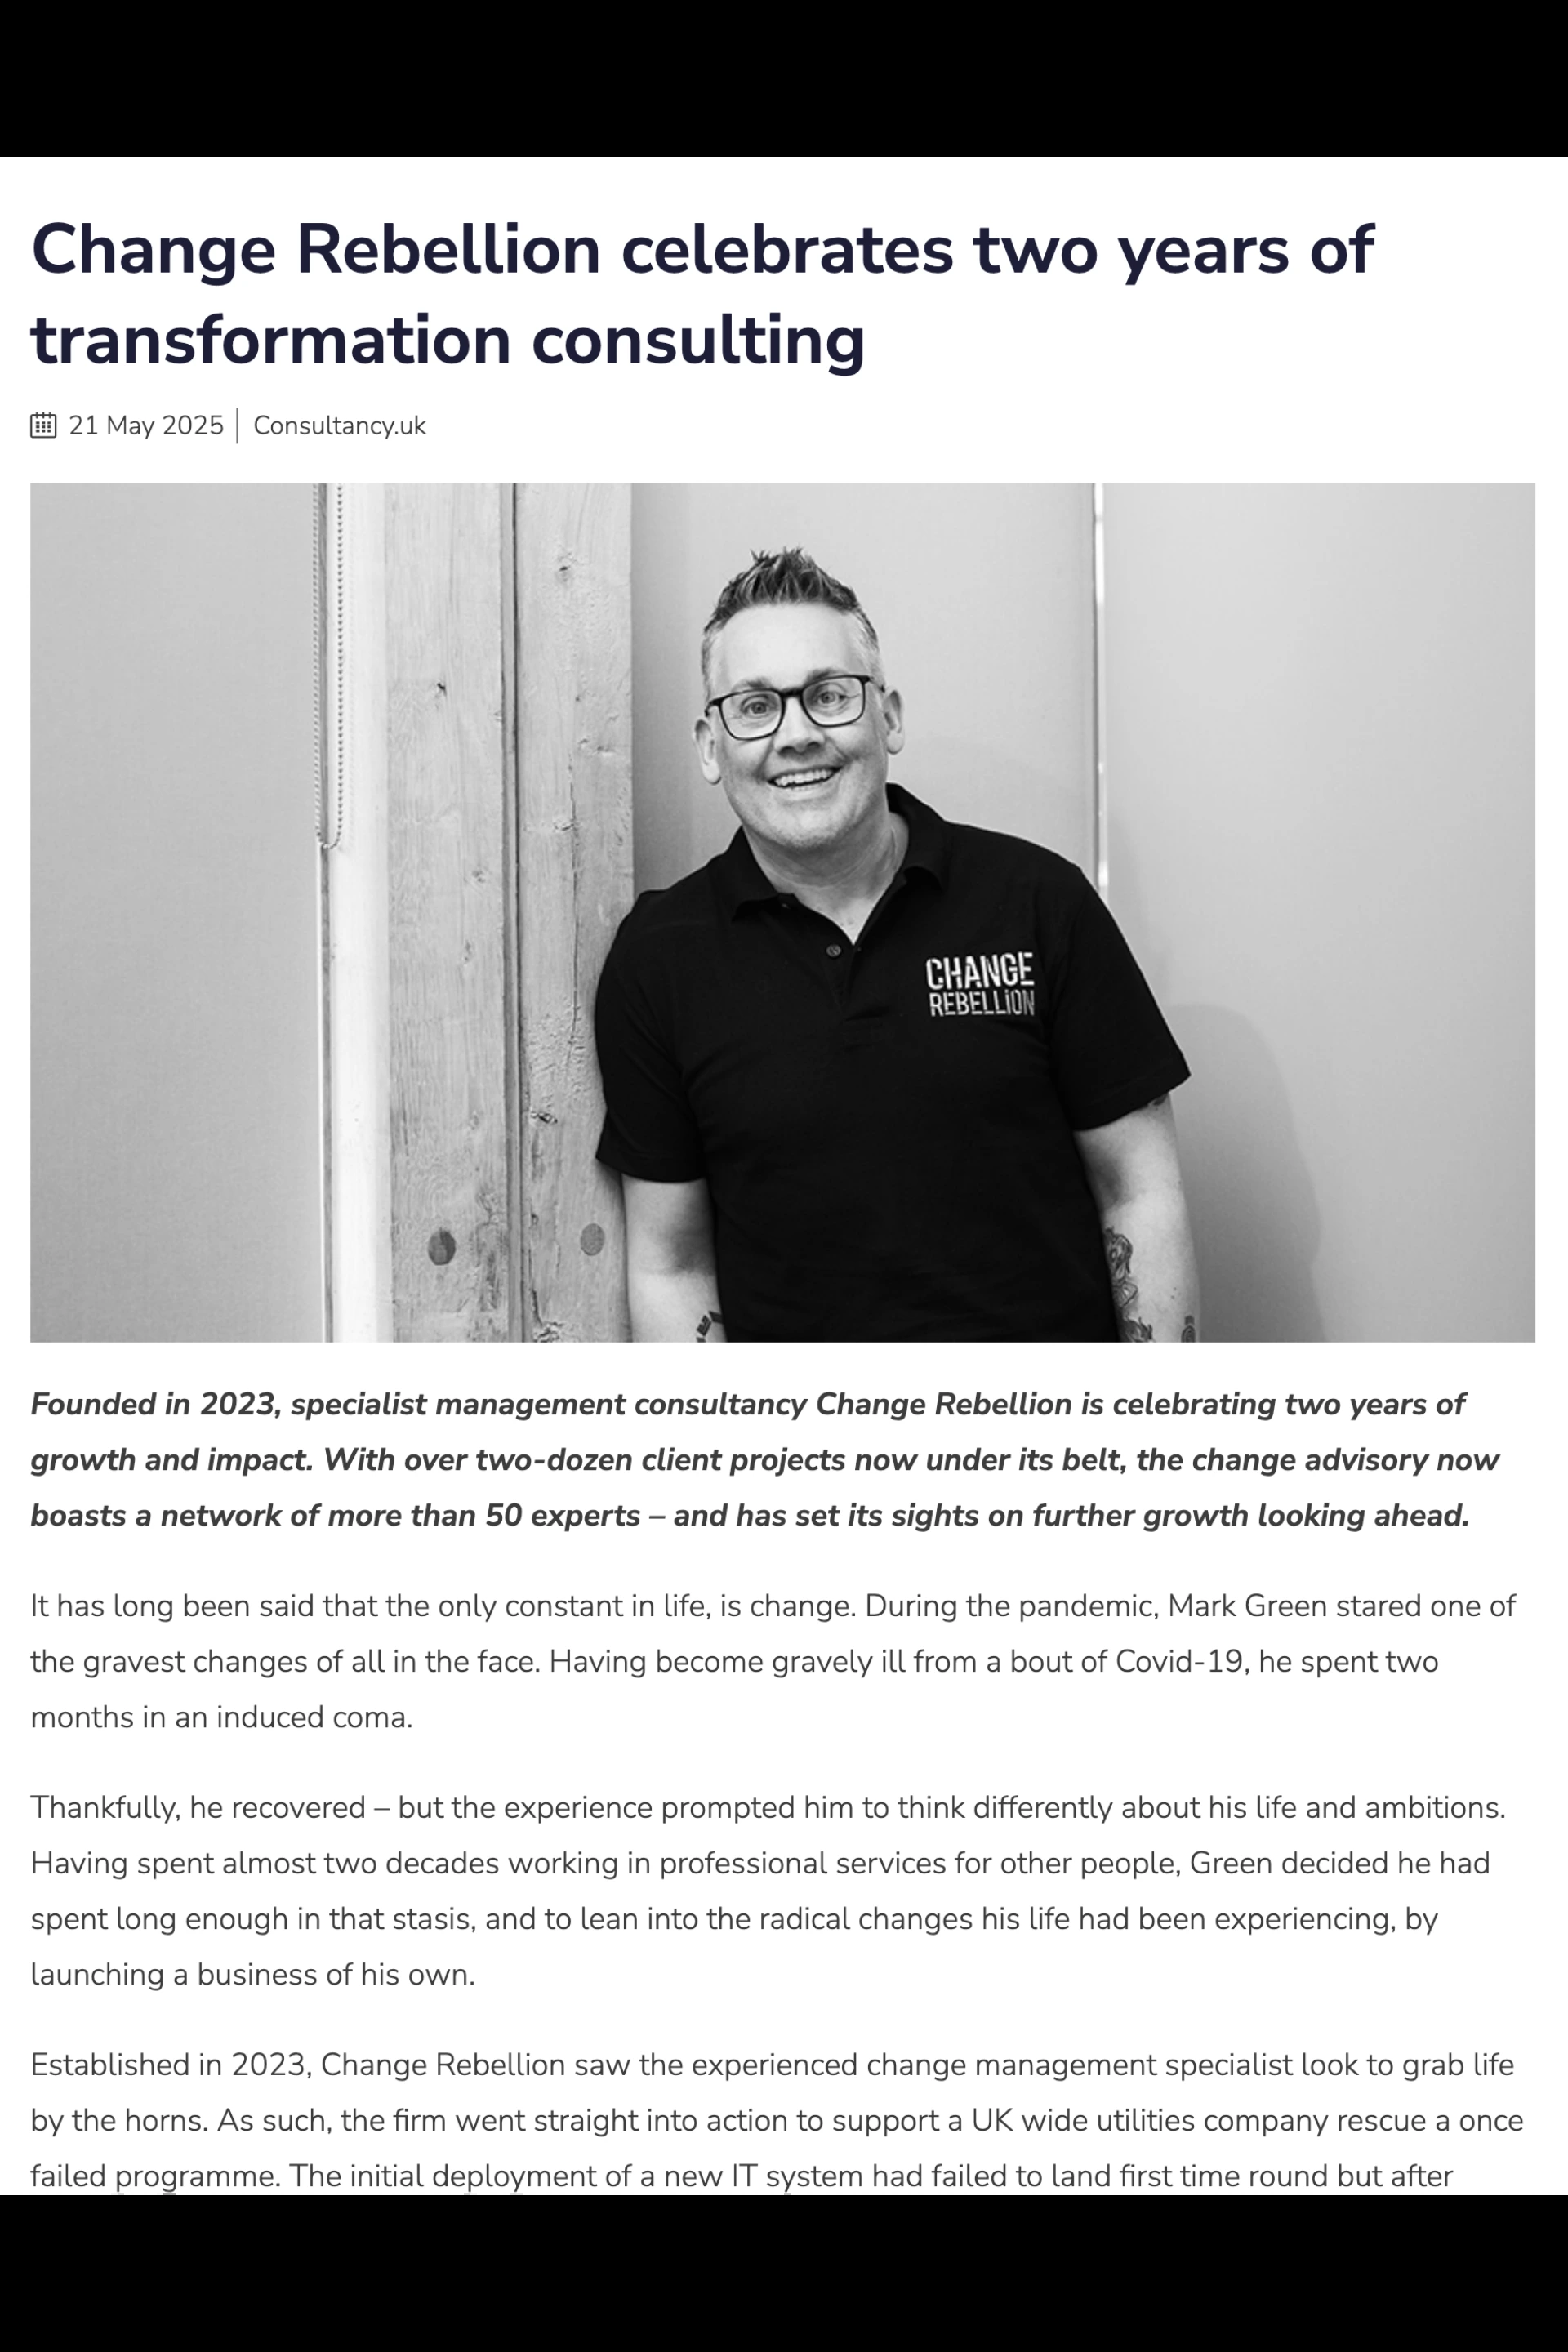 Change Rebellion celebrates two years of
transformation consulting
21 May 2025 | Consultancy.uk
CHANGE
REBELLiON
Founded in 2023, specialist management consultancy Change Rebellion is celebrating two years of
growth and impact. With over two-dozen client projects now under its belt, the change advisory now
boasts a network of more than 50 experts – and has set its sights on further growth looking ahead.
It has long been said that the only constant in life, is change. During the pandemic, Mark Green stared one of
the gravest changes of all in the face. Having become gravely ill from a bout of Covid-19, he spent two
months in an induced coma.
Thankfully, he recovered – but the experience prompted him to think differently about his life and ambitions.
Having spent almost two decades working in professional services for other people, Green decided he had
spent long enough in that stasis, and to lean into the radical changes his life had been experiencing, by
launching a business of his own.
Established in 2023, Change Rebellion saw the experienced change management specialist look to grab life
by the horns. As such, the firm went straight into action to support a UK wide utilities company rescue a once
failed programme. The initial deployment of a new IT system had failed to land first time round but after